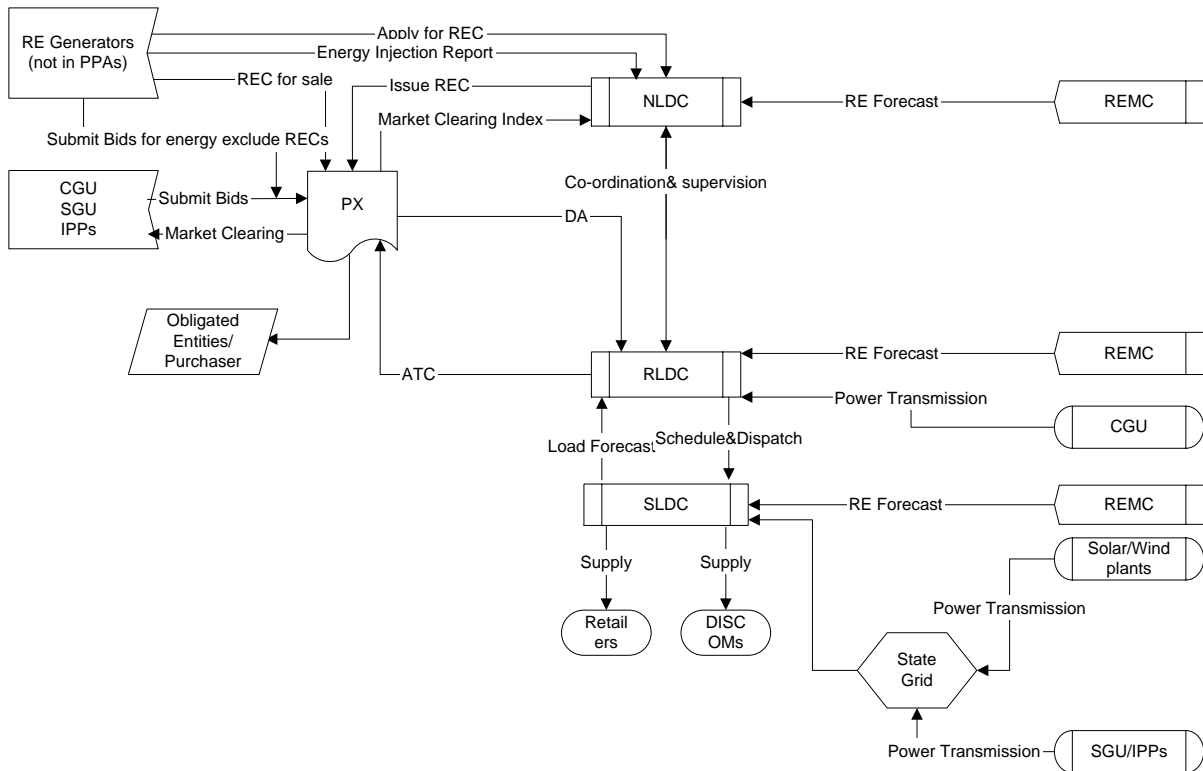 RE Generators
(not in PPAs)
Apply for REC
Energy Injection Report
REC for sale
Issue REC
NLDC
RE Forecast
REMC
Market Clearing Index
Submit Bids for energy exclude RECs
CGU
SGU
IPPs
Submit Bids
Market Clearing
PX
Co-ordination& supervision
DA
Obligated
Entities/
Purchaser
ATC
RLDC
RE Forecast
REMC
Power Transmission
CGU
Load Forecast
Schedule&Dispatch
SLDC
RE Forecast
REMC
Solar/Wind
plants
Supply
Supply
Power Transmission
Retail
ers
DISC
OMs
State
Grid
Power Transmission
SGU/IPPs